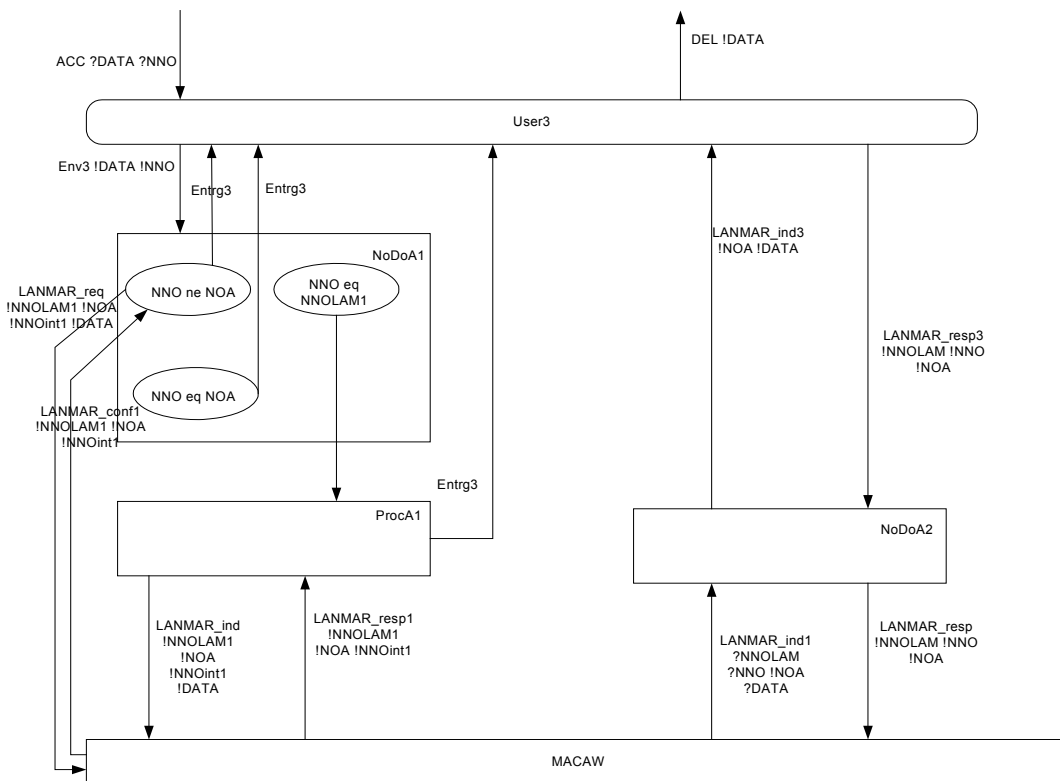 DEL !DATA
ACC ?DATA ?NNO
User3
Env3 !DATA !NNO
Entrg3
Entrg3
LANMAR_ind3
!NOA !DATA
NoDoA1
NNO ne NOA
NNO eq
NNOLAM1
LANMAR_req
!NNOLAM1 !NOA
!NNOint1 !DATA
LANMAR_resp3
!NNOLAM !NNO
!NOA
NNO eq NOA
LANMAR_conf1
!NNOLAM1 !NOA
!NNOint1
Entrg3
ProcA1
NoDoA2
LANMAR_ind
!NNOLAM1
!NOA
!NNOint1
!DATA
LANMAR_resp1
!NNOLAM1
!NOA !NNOint1
LANMAR_ind1
?NNOLAM
?NNO !NOA
?DATA
LANMAR_resp
!NNOLAM !NNO
!NOA
MACAW